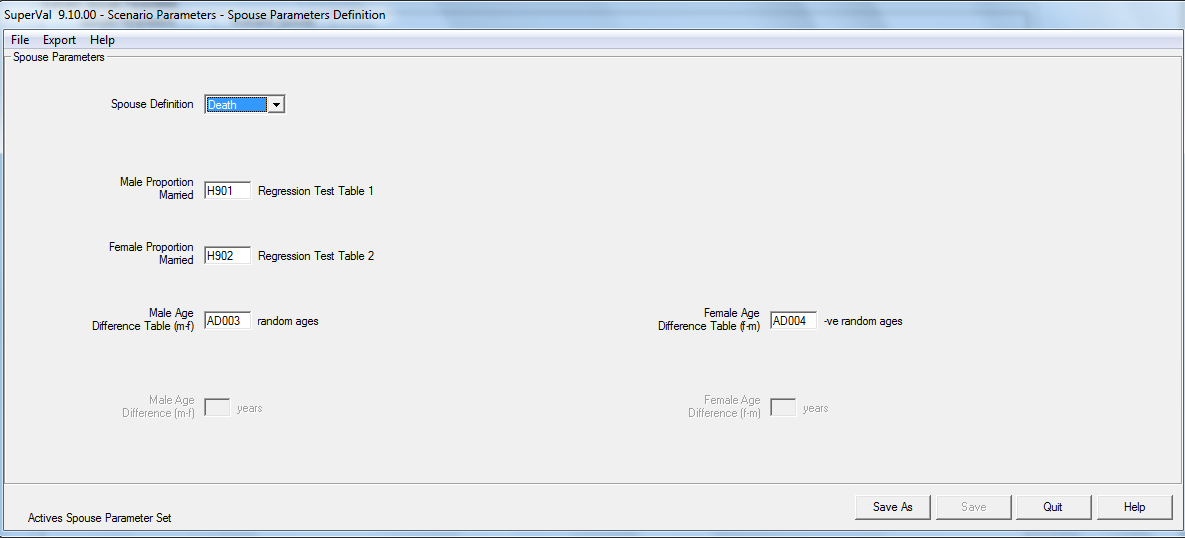 SuperVal 9.10.00 - Scenario Parameters - Spouse Parameters Definition
File Export Help
Spouse Parameters
Spouse Definition Death
Male Proportion
Married H901 Regression Test Table 1
Female Proportion
Married H902 Regression Test Table 2
Male Age
Difference Table (m-f) AD003 random ages
Female Age
Difference Table (f-m) AD004 -ve random ages
Male Age
Difference (m-f) years
Female Age
Difference (f-m) years
Save As Save Quit Help
Actives Spouse Parameter Set